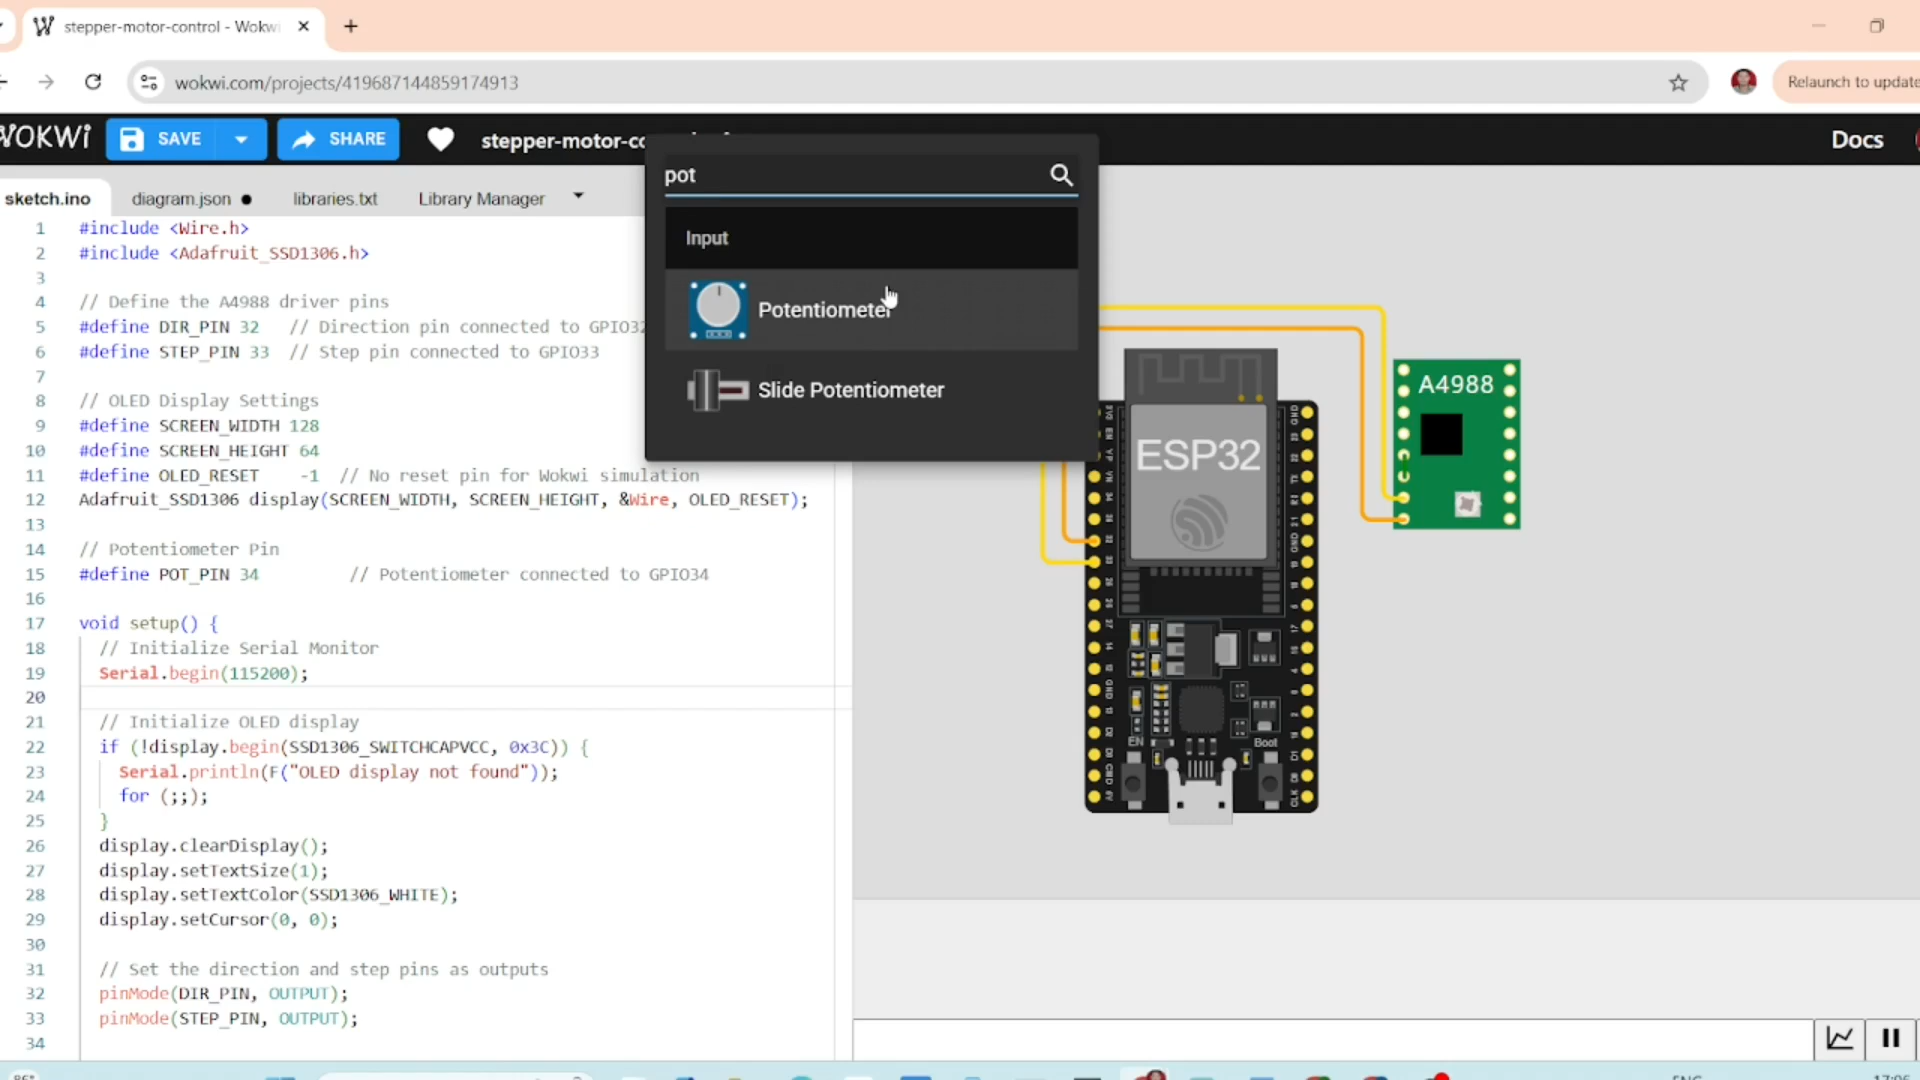 stepper-motor-control - Wokwi
wokwi.com/projects/419687144859174913
Relaunch to update
WOKWi
SAVE
SHARE
stepper-motor-co
Docs
sketch.ino
diagram.json
libraries.txt
Library Manager
pot
Input
Potentiometer
Slide Potentiometer
1 #include <Wire.h>
2 #include <Adafruit_SSD1306.h>
3
4 // Define the A4988 driver pins
5 #define DIR_PIN 32 // Direction pin connected to GPIO32
6 #define STEP_PIN 33 // Step pin connected to GPIO33
7
8 // OLED Display Settings
9 #define SCREEN_WIDTH 128
10 #define SCREEN_HEIGHT 64
11 #define OLED_RESET -1 // No reset pin for Wokwi simulation
12 Adafruit_SSD1306 display(SCREEN_WIDTH, SCREEN_HEIGHT, &Wire, OLED_RESET);
13
14 // Potentiometer Pin
15 #define POT_PIN 34 // Potentiometer connected to GPIO34
16
17 void setup() {
18 // Initialize Serial Monitor
19 Serial.begin(115200);
20
21 // Initialize OLED display
22 if (!display.begin(SSD1306_SWITCHCAPVCC, 0x3C)) {
23 Serial.println(F("OLED display not found"));
24 for (;;);
25 }
26 display.clearDisplay();
27 display.setTextSize(1);
28 display.setTextColor(SSD1306_WHITE);
29 display.setCursor(0, 0);
30
31 // Set the direction and step pins as outputs
32 pinMode(DIR_PIN, OUTPUT);
33 pinMode(STEP_PIN, OUTPUT);
34
ESP32
EN
Boot
A4988